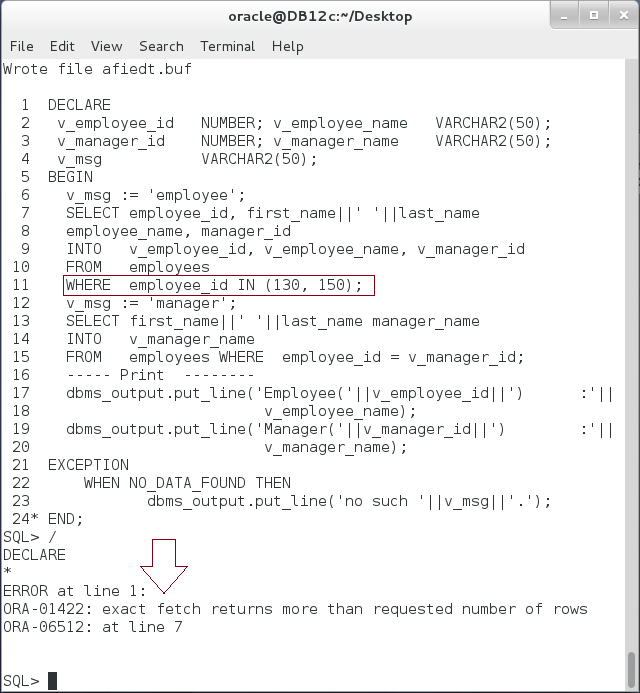 oracle@DB12c:~/Desktop
File Edit View Search Terminal Help
Wrote file afiedt.buf
1 DECLARE
2 v_employee_id NUMBER; v_employee_name VARCHAR2(50);
3 v_manager_id NUMBER; v_manager_name VARCHAR2(50);
4 v_msg VARCHAR2(50);
5 BEGIN
6 v_msg := 'employee';
7 SELECT employee_id, first_name||' '||last_name
8 employee_name, manager_id
9 INTO v_employee_id, v_employee_name, v_manager_id
10 FROM employees
11 WHERE employee_id IN (130, 150);
12 v_msg := 'manager';
13 SELECT first_name||' '||last_name manager_name
14 INTO v_manager_name
15 FROM employees WHERE employee_id = v_manager_id;
16 ----- Print --------
17 dbms_output.put_line('Employee('||v_employee_id||') :'||
18 v_employee_name);
19 dbms_output.put_line('Manager('||v_manager_id||') :'||
20 v_manager_name);
21 EXCEPTION
22 WHEN NO_DATA_FOUND THEN
23 dbms_output.put_line('no such '||v_msg||'.');
24* END;
SQL> /
DECLARE
*
ERROR at line 1:
ORA-01422: exact fetch returns more than requested number of rows
ORA-06512: at line 7
SQL>